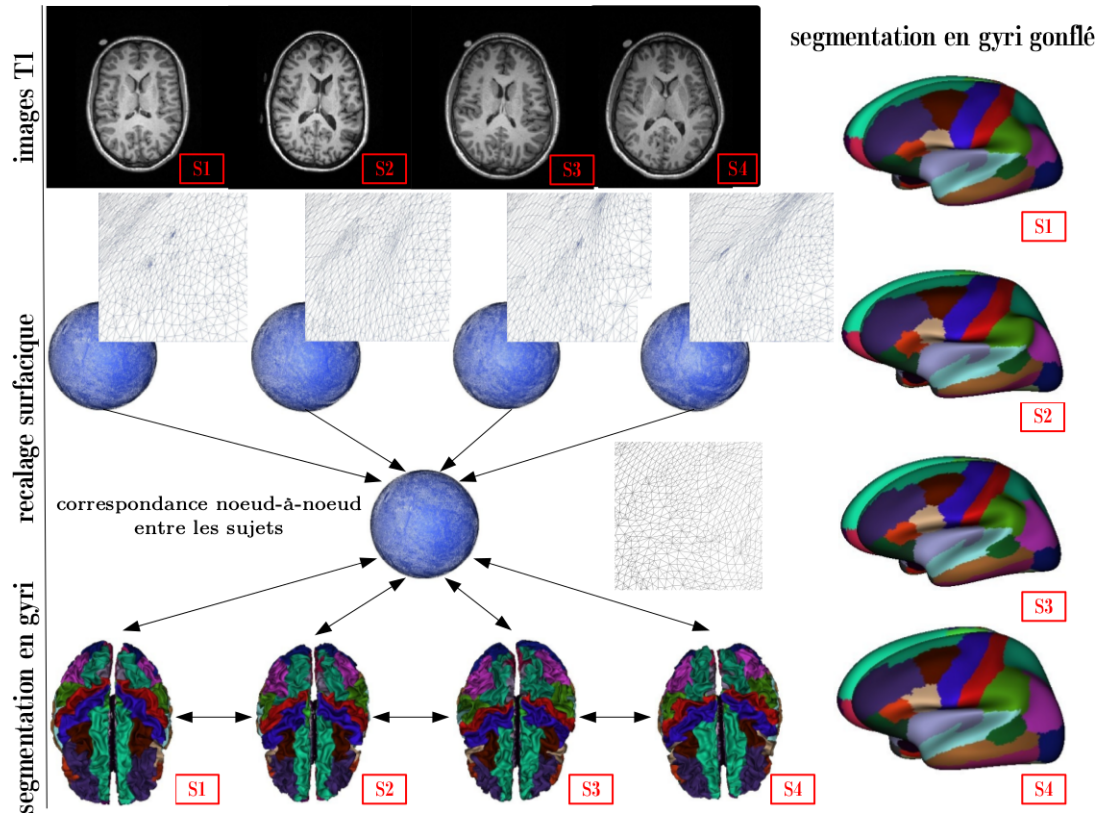 images T1
S1
S2
S3
S4
segmentation en gyri gonflé
S1
S2
S3
S4
recalage surfacique
correspondance noeud-à-noeud
entre les sujets
segmentation en gyri
S1
S2
S3
S4